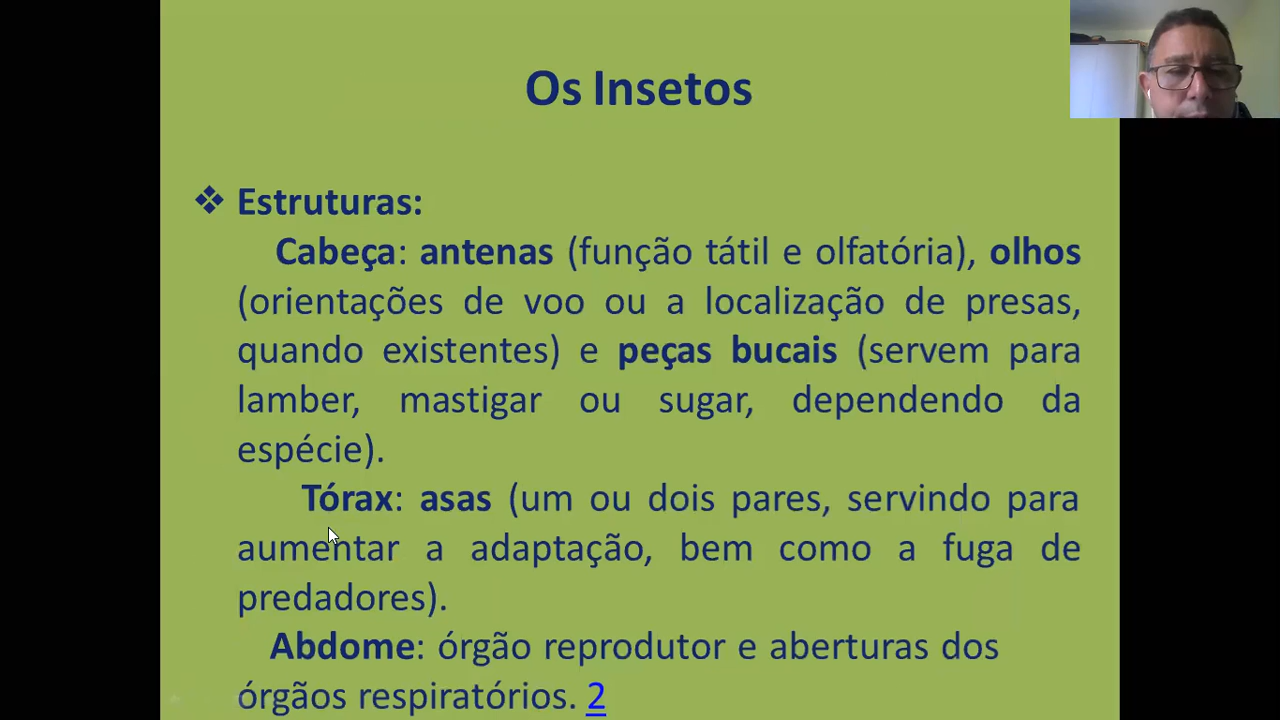 Os Insetos
❖ Estruturas:
Cabeça: antenas (função tátil e olfatória), olhos
(orientações de voo ou a localização de presas,
quando existentes) e peças bucais (servem para
lamber, mastigar ou sugar, dependendo da
espécie).
Tórax: asas (um ou dois pares, servindo para
aumentar a adaptação, bem como a fuga de
predadores).
Abdome: órgão reprodutor e aberturas dos
órgãos respiratórios. 2